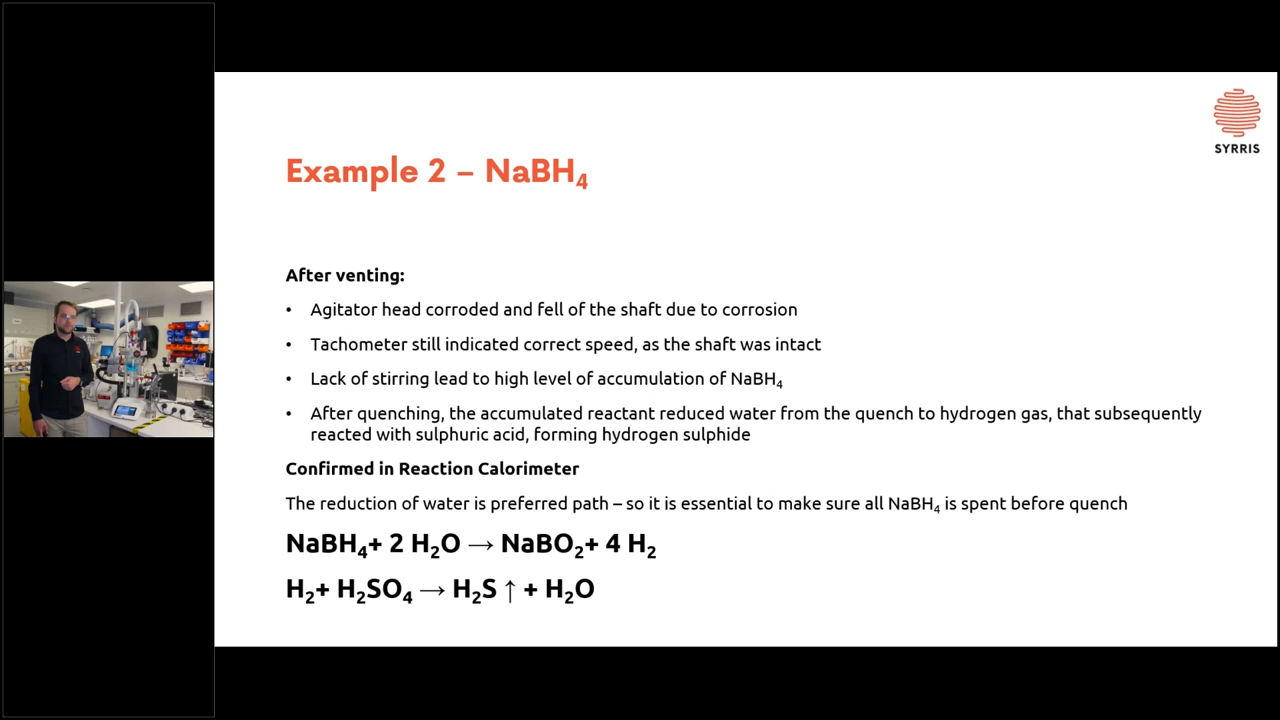 SYRRIS
Example 2 – NaBH₄
After venting:
• Agitator head corroded and fell of the shaft due to corrosion
• Tachometer still indicated correct speed, as the shaft was intact
• Lack of stirring lead to high level of accumulation of NaBH₄
• After quenching, the accumulated reactant reduced water from the quench to hydrogen gas, that subsequently
reacted with sulphuric acid, forming hydrogen sulphide
Confirmed in Reaction Calorimeter
The reduction of water is preferred path – so it is essential to make sure all NaBH₄ is spent before quench
NaBH₄+ 2 H₂O → NaBO₂+ 4 H₂
H₂+ H₂SO₄ → H₂S ↑ + H₂O